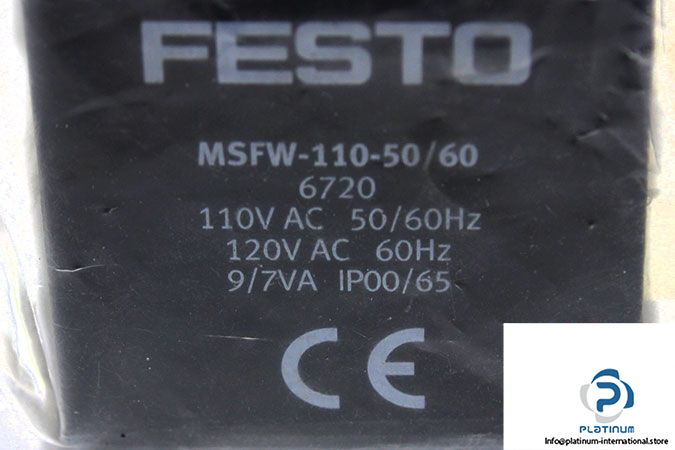 FESTO
MSFW-110-50/60
6720
110V AC 50/60Hz
120V AC 60Hz
9/7VA IP00/65
CE
PLATINUM
Info@platinum-international.store